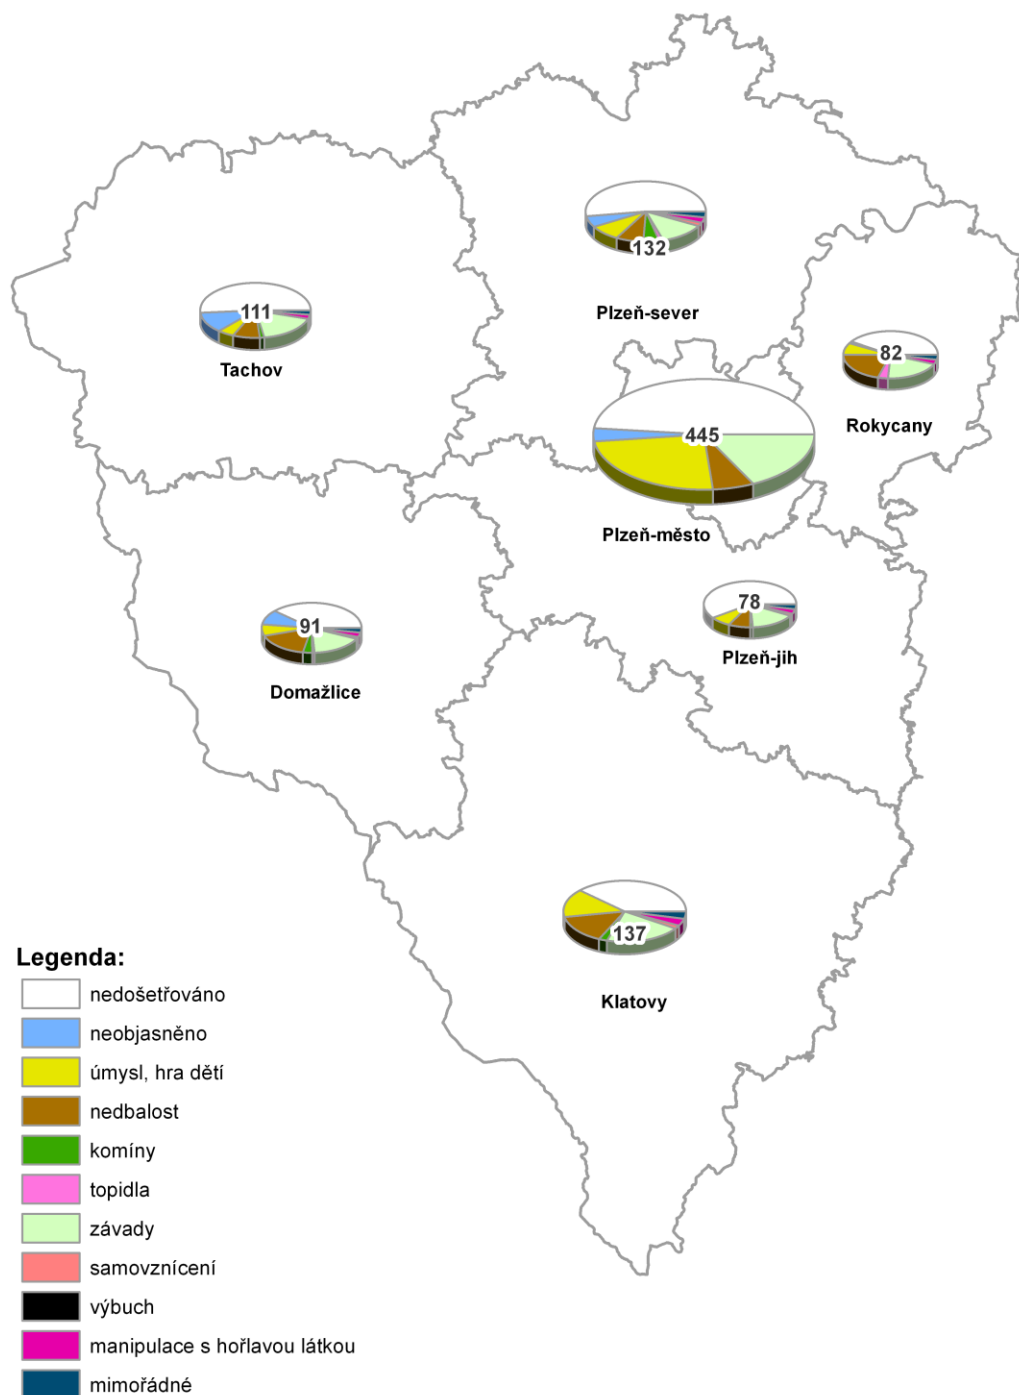 132
Plzeň-sever
111
Tachov
82
Rokycany
445
Plzeň-město
78
Plzeň-jih
91
Domažlice
137
Klatovy
Legenda:
nedošetřováno
neobjasněno
úmysl, hra dětí
nedbalost
komíny
topidla
závady
samovznícení
výbuch
manipulace s hořlavou látkou
mimořádné